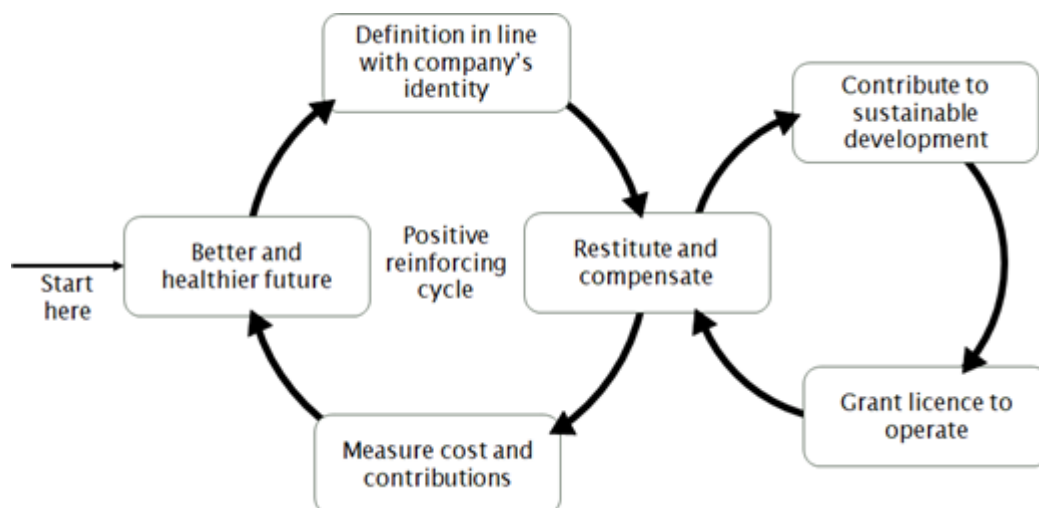 Definition in line
with company's
identity
Contribute to
sustainable
development
Better and
healthier future
Positive
reinforcing
cycle
Restitute and
compensate
Start
here
Measure cost and
contributions
Grant licence to
operate